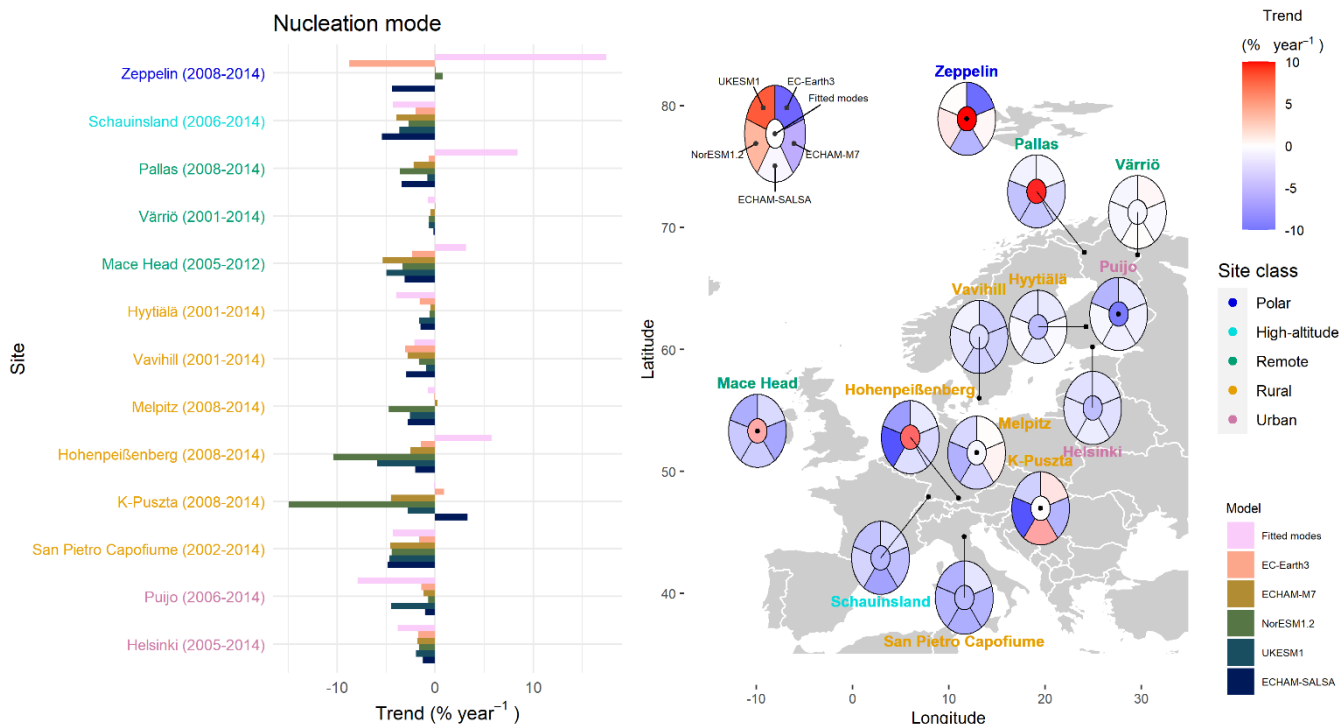 Nucleation mode
Site
Zeppelin (2008-2014)
Schauinsland (2006-2014)
Pallas (2008-2014)
Värriö (2001-2014)
Mace Head (2005-2012)
Hyytiälä (2001-2014)
Vavihill (2001-2014)
Melpitz (2008-2014)
Hohenpeißenberg (2008-2014)
K-Puszta (2008-2014)
San Pietro Capofiume (2002-2014)
Puijo (2006-2014)
Helsinki (2005-2014)
-10 0 10
Trend (% year⁻¹ )
Latitude
80
70
60
50
40
UKESM1
EC-Earth3
Fitted modes
NorESM1.2
ECHAM-M7
ECHAM-SALSA
Zeppelin
Pallas
Värriö
Puijo
Vavihill
Hyytiälä
Mace Head
Hohenpeißenberg
Melpitz
Helsinki
K-Puszta
Schauinsland
San Pietro Capofiume
-10 0 10 20 30
Longitude
Trend
(% year⁻¹ )
10
5
0
-5
-10
Site class
Polar
High-altitude
Remote
Rural
Urban
Model
Fitted modes
EC-Earth3
ECHAM-M7
NorESM1.2
UKESM1
ECHAM-SALSA